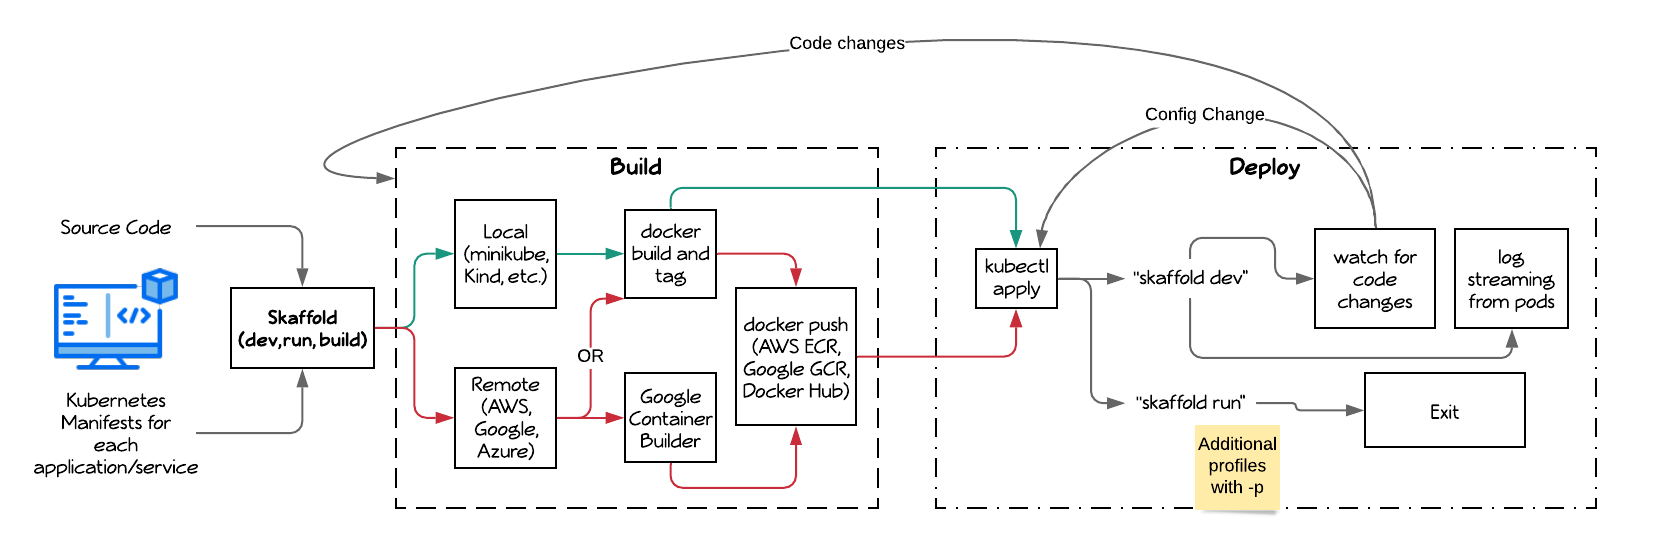 Code changes
Config Change
Build
Deploy
Source Code
</>
Kubernetes
Manifests for
each
application/service
Skaffold
(dev,run, build)
Local
(minikube,
Kind, etc.)
Remote
(AWS,
Google,
Azure)
OR
docker
build and
tag
Google
Container
Builder
docker push
(AWS ECR,
Google GCR,
Docker Hub)
kubectl
apply
"skaffold dev"
"skaffold run"
watch for
code
changes
log
streaming
from pods
Exit
Additional
profiles
with -p